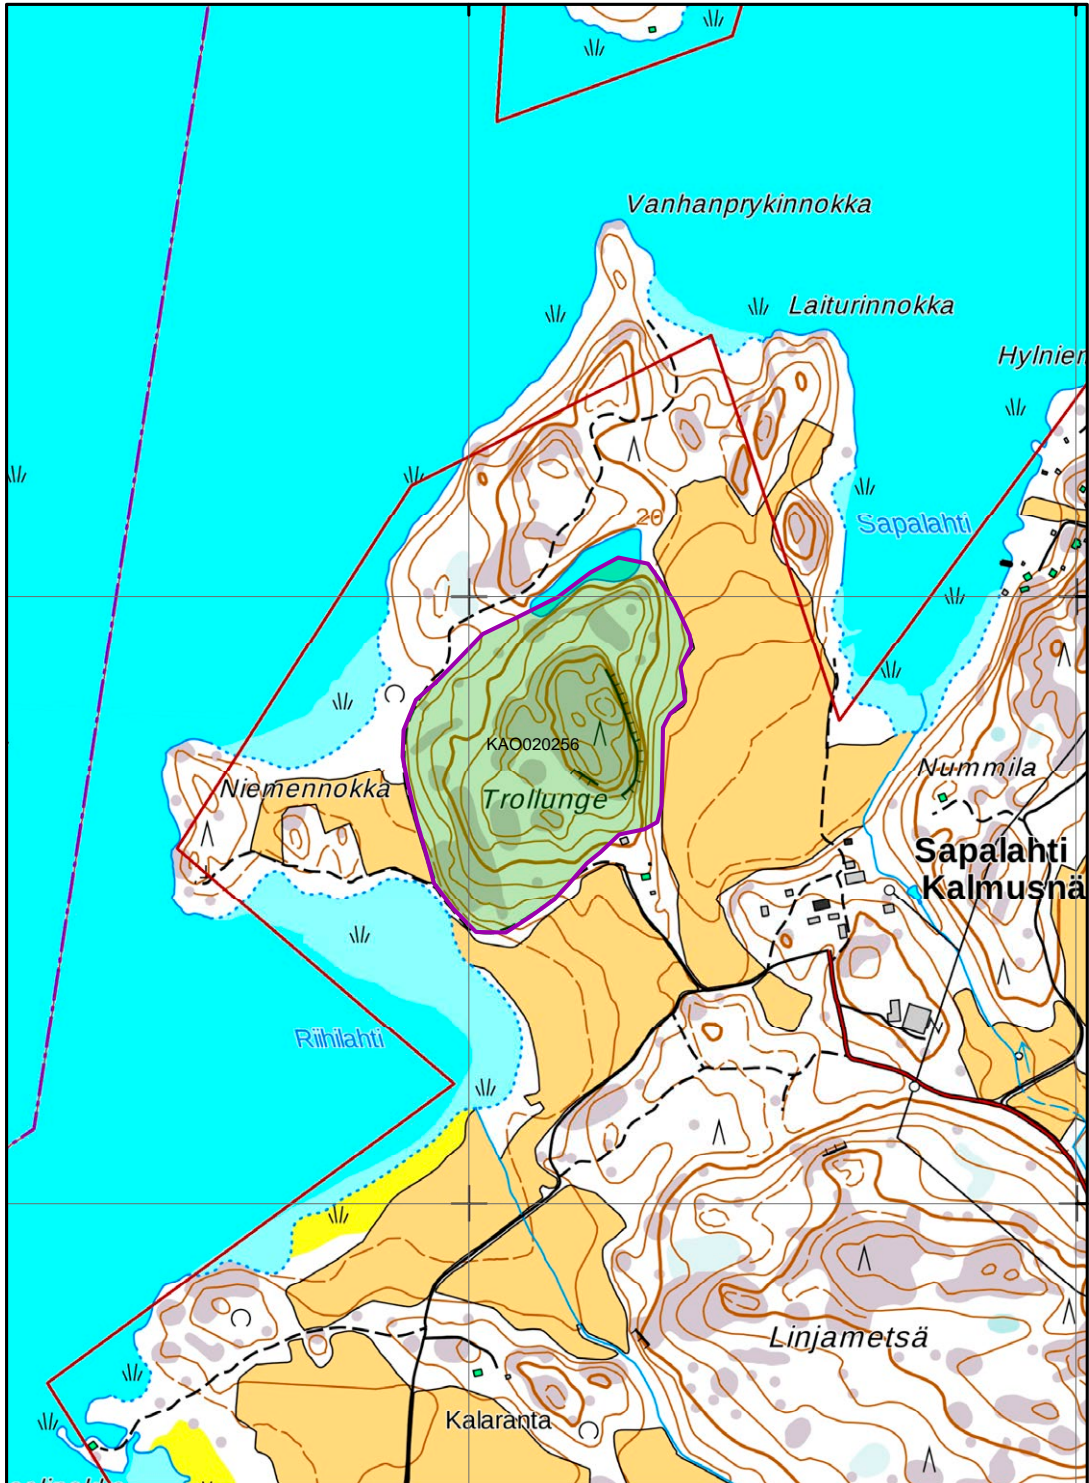 Vanhanprykinnokka
Laiturinnokka
Hylnien
20
Sapalahti
KAO020256
Niemennokka
Trollunge
Nummila
Sapalahti
Kalmusnä
Riihilahti
Linjametsä
Kalaranta